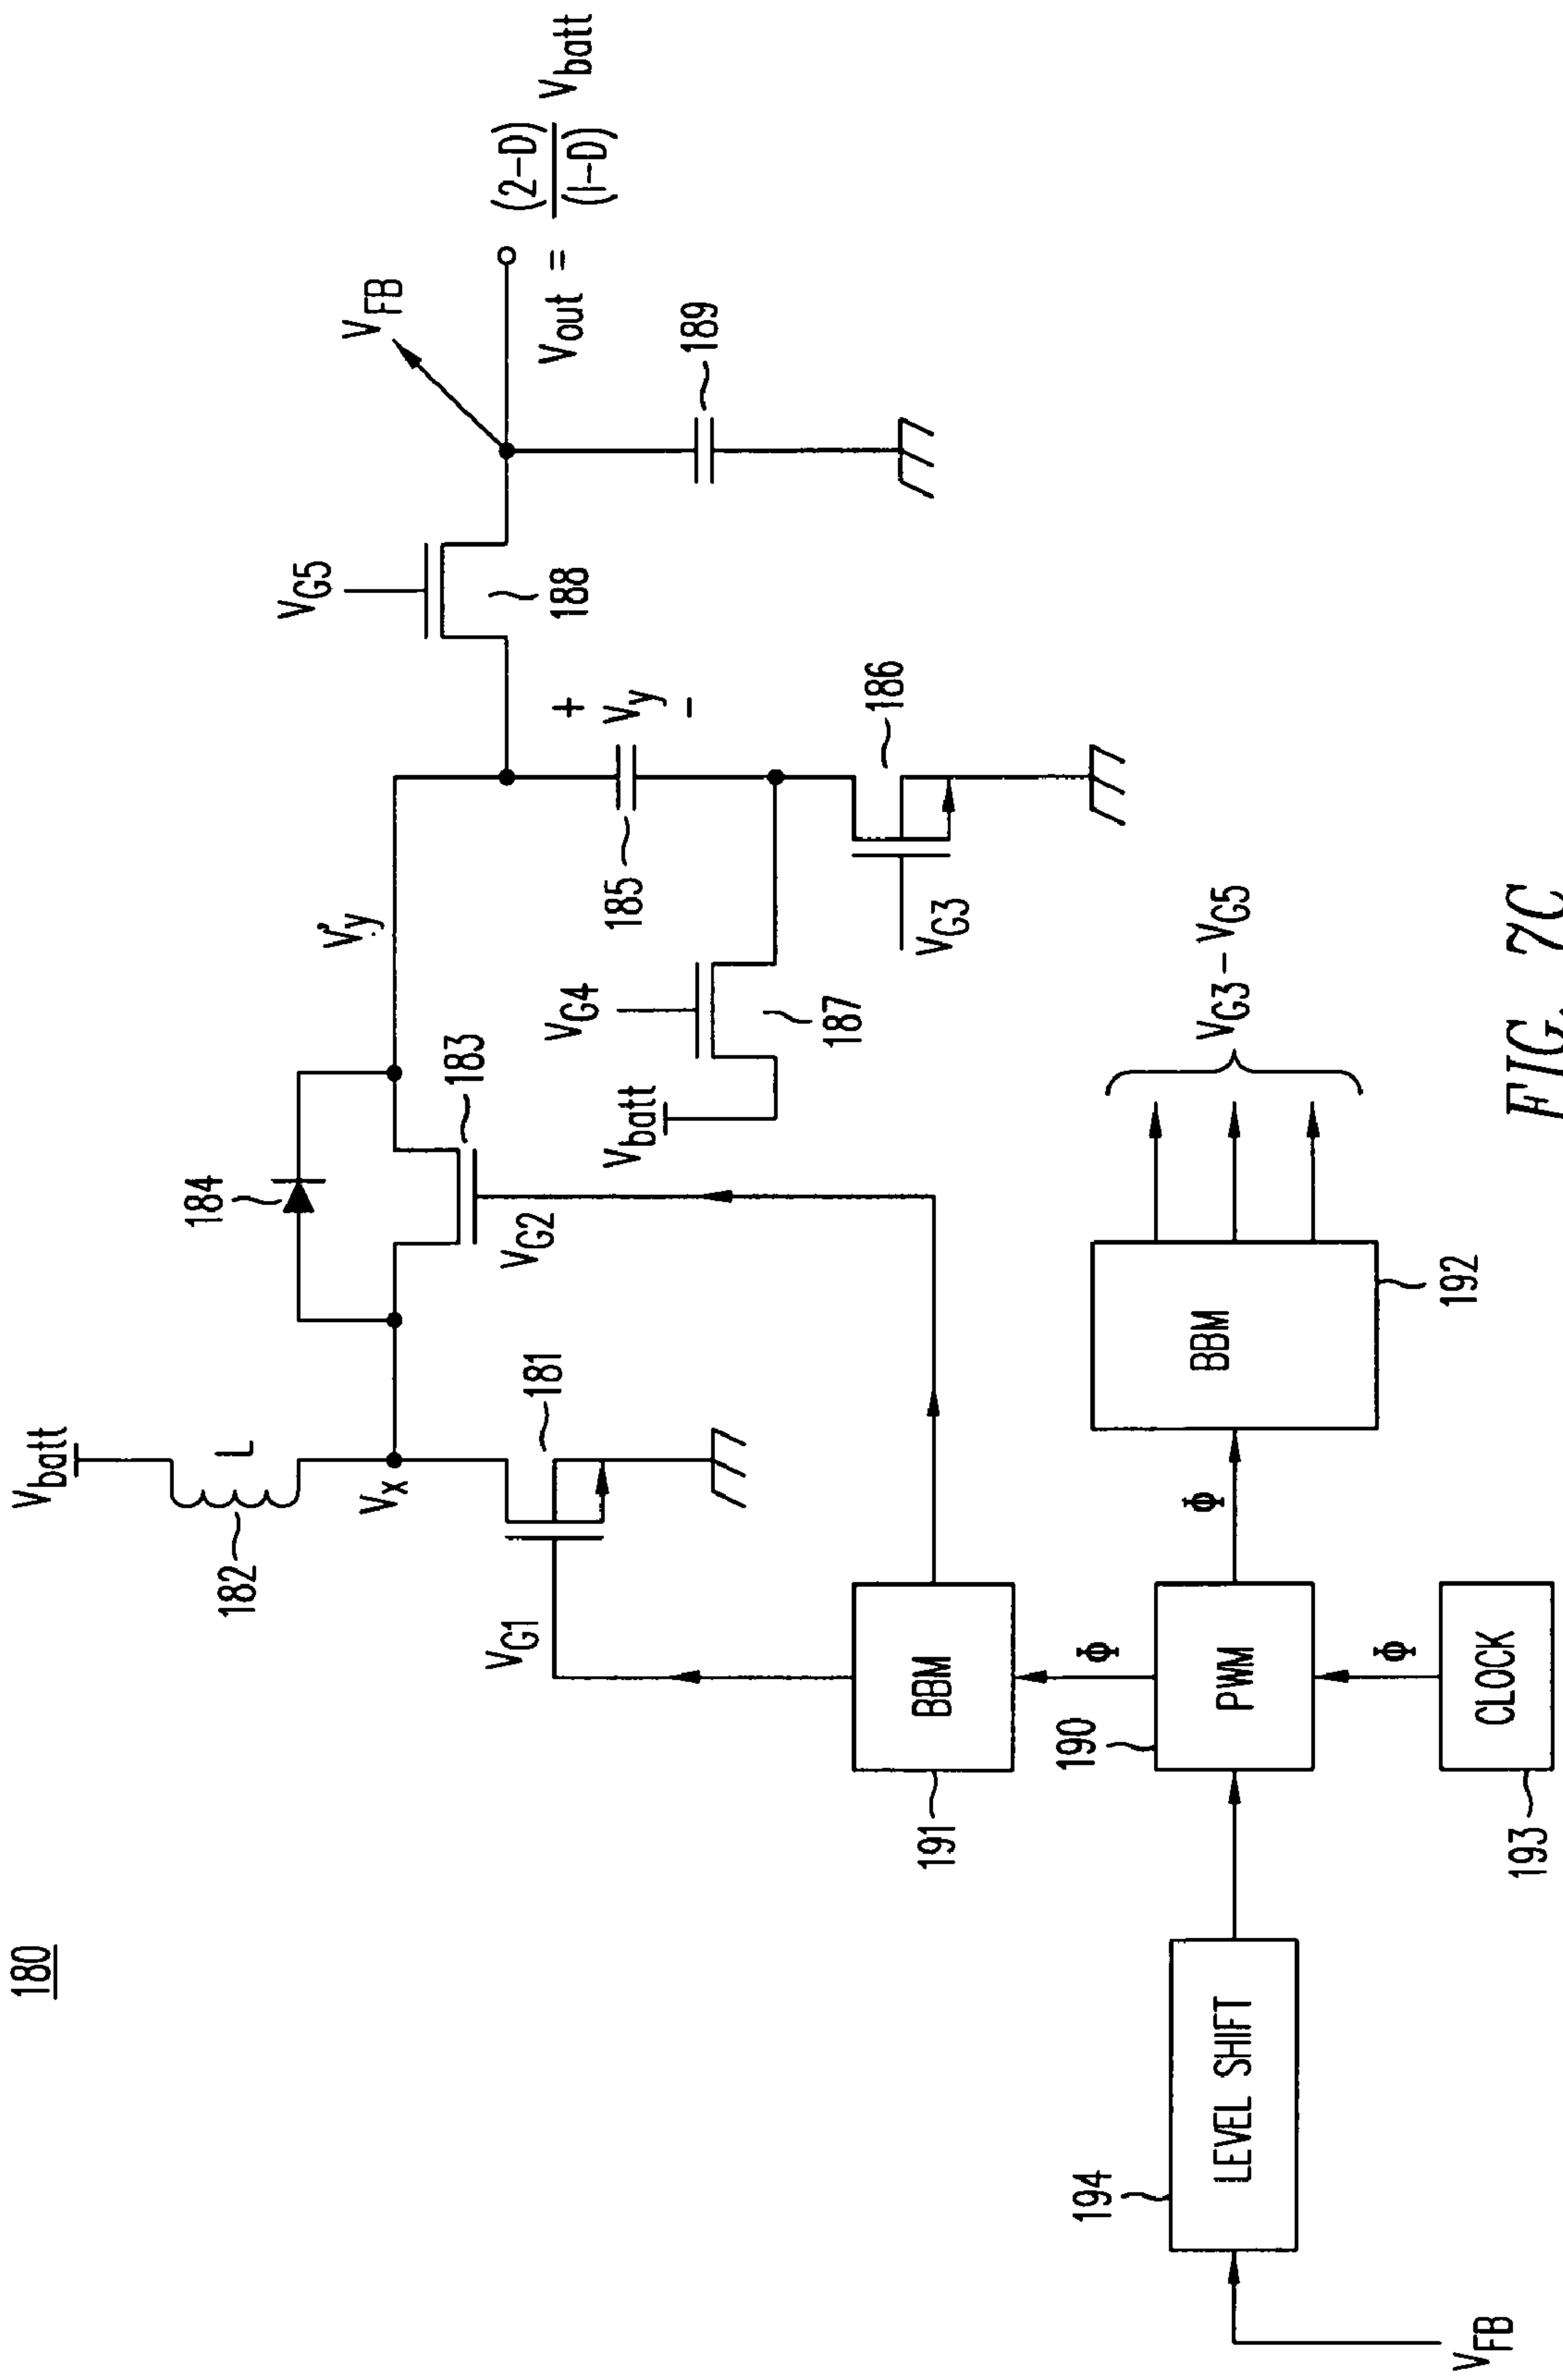 180
Vbatt
182
L
Vx
184
183
VG2
V'y
VG1
181
VG5
188
VFB
Vout = (2-D) Vbatt
(1-D)
189
+
Vy
-
185
186
VG3
VG4
187
Vbatt
191
BBM
Φ
190
PWM
Φ
BBM
192
VG3-VG5
Φ
CLOCK
193
194
LEVEL SHIFT
VFB
FIG. 7C